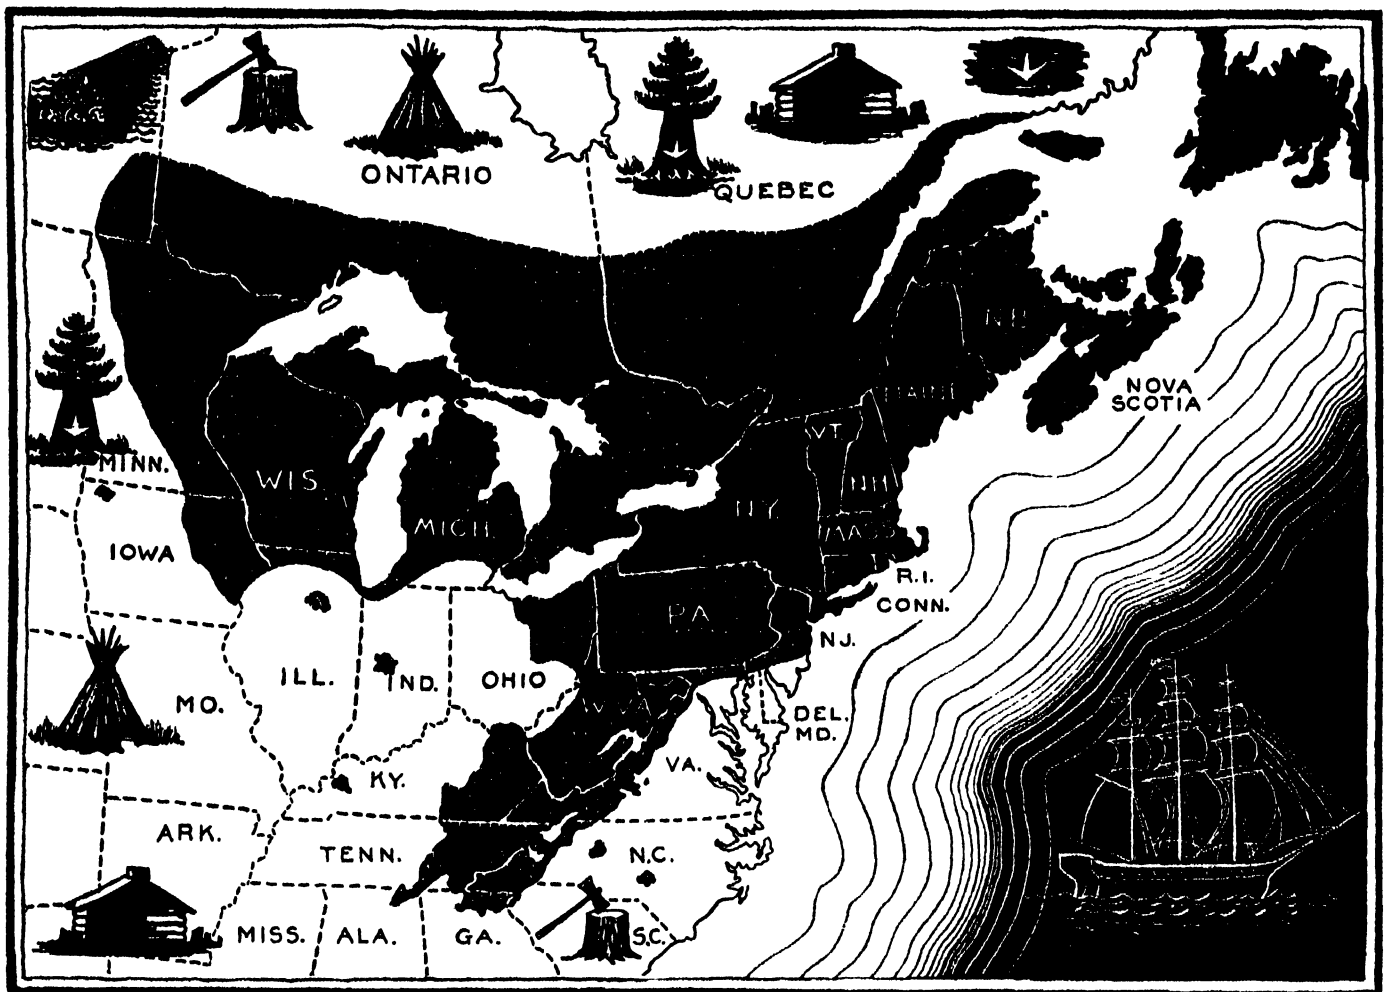 ONTARIO
QUEBEC
N.B.
NOVA
SCOTIA
MAINE
VT.
N.H.
MINN.
WIS.
MICH.
N.Y.
MASS.
IOWA
R.I.
CONN.
PA.
N.J.
ILL.
IND.
OHIO
MO.
W.VA.
DEL.
MD.
VA.
KY.
ARK.
TENN.
N.C.
MISS.
ALA.
GA.
S.C.